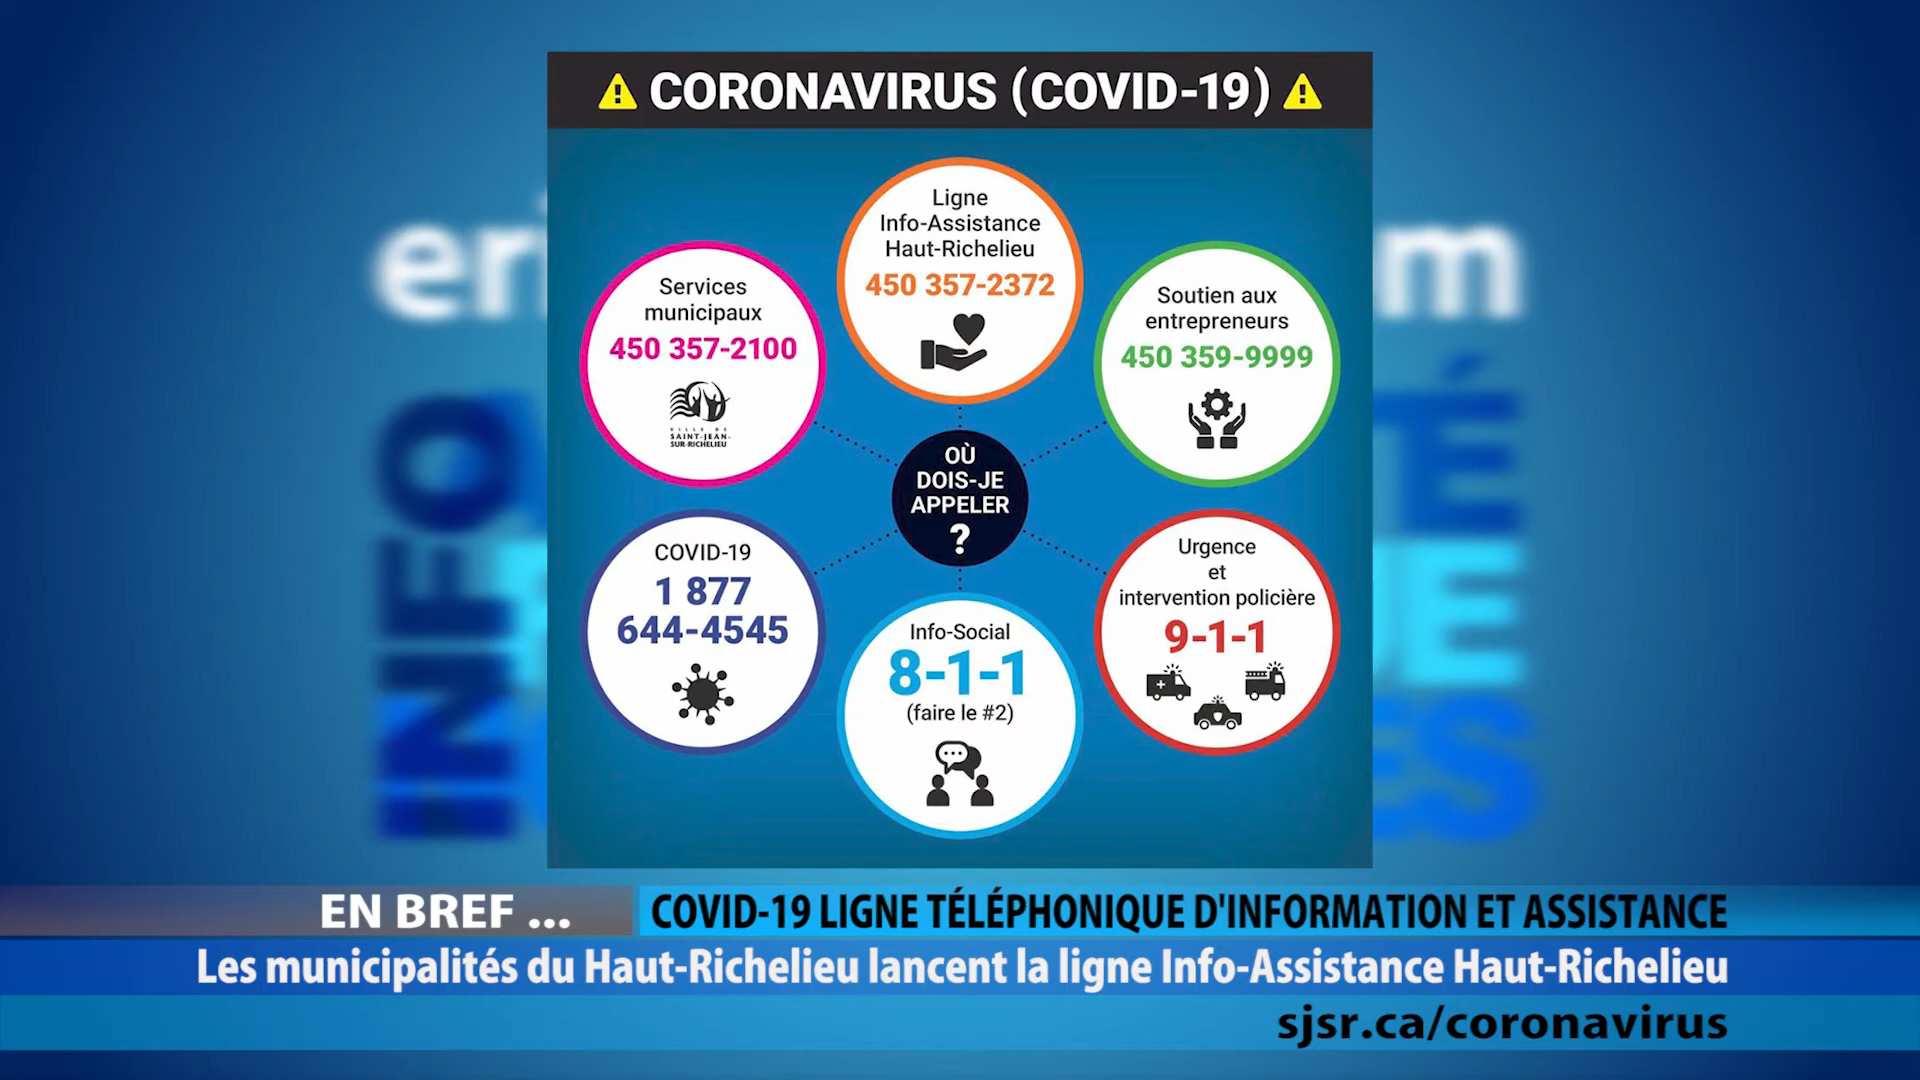 CORONAVIRUS (COVID-19)
Ligne
Info-Assistance
Haut-Richelieu
450 357-2372
Services
municipaux
450 357-2100
VILLE DE
SAINT-JEAN-
SUR-RICHELIEU
Soutien aux
entrepreneurs
450 359-9999
OÙ
DOIS-JE
APPELER
?
COVID-19
1 877
644-4545
Info-Social
8-1-1
(faire le #2)
Urgence
et
intervention policière
9-1-1
INFO
EN BREF ...
COVID-19 LIGNE TÉLÉPHONIQUE D'INFORMATION ET ASSISTANCE
Les municipalités du Haut-Richelieu lancent la ligne Info-Assistance Haut-Richelieu
sjsr.ca/coronavirus